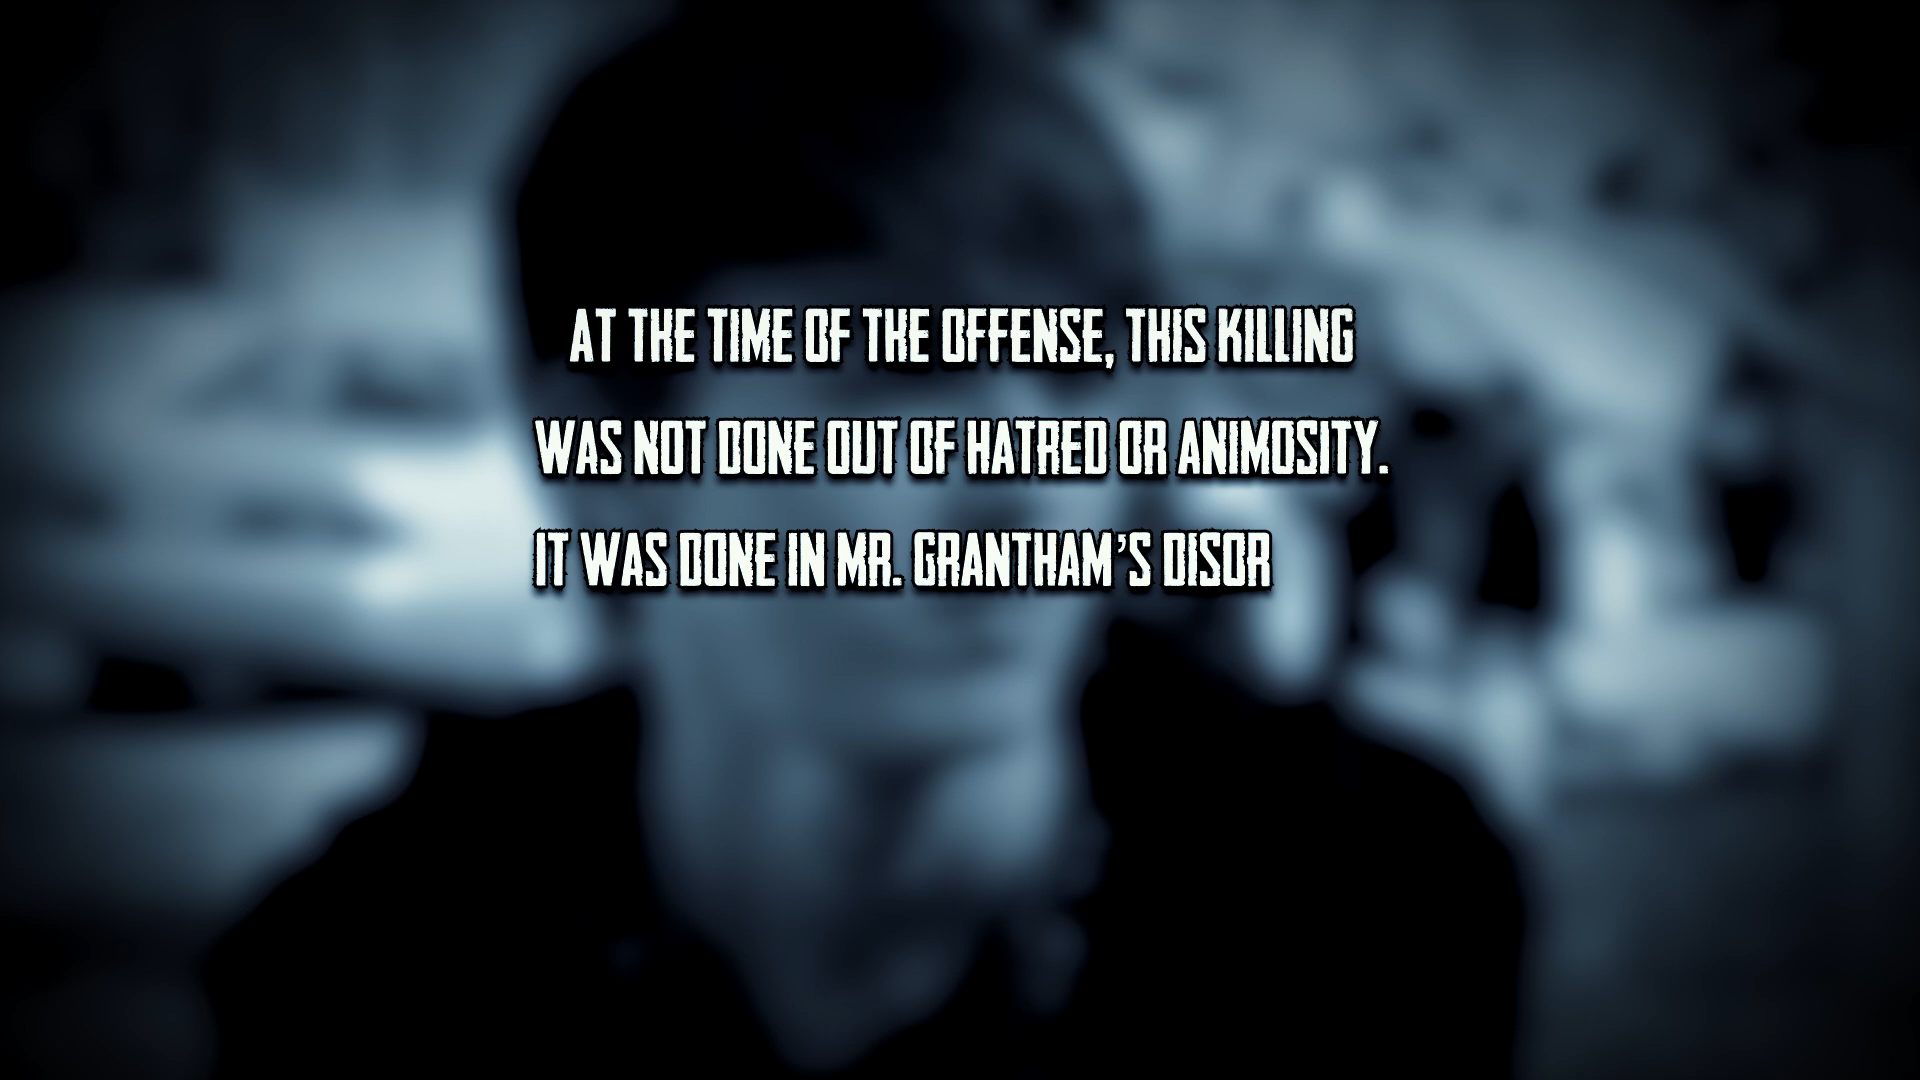 AT THE TIME OF THE OFFENSE, THIS KILLING
WAS NOT DONE OUT OF HATRED OR ANIMOSITY.
IT WAS DONE IN MR. GRANTHAM'S DISOR